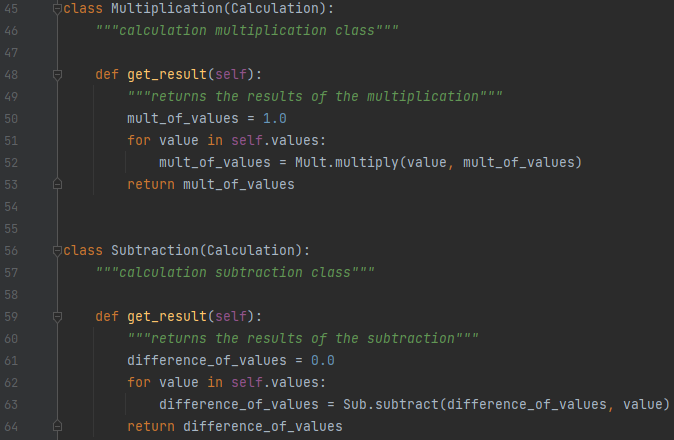 45 class Multiplication(Calculation):
46     """calculation multiplication class"""
47
48     def get_result(self):
49         """returns the results of the multiplication"""
50         mult_of_values = 1.0
51         for value in self.values:
52             mult_of_values = Mult.multiply(value, mult_of_values)
53         return mult_of_values
54
55
56 class Subtraction(Calculation):
57     """calculation subtraction class"""
58
59     def get_result(self):
60         """returns the results of the subtraction"""
61         difference_of_values = 0.0
62         for value in self.values:
63             difference_of_values = Sub.subtract(difference_of_values, value)
64         return difference_of_values